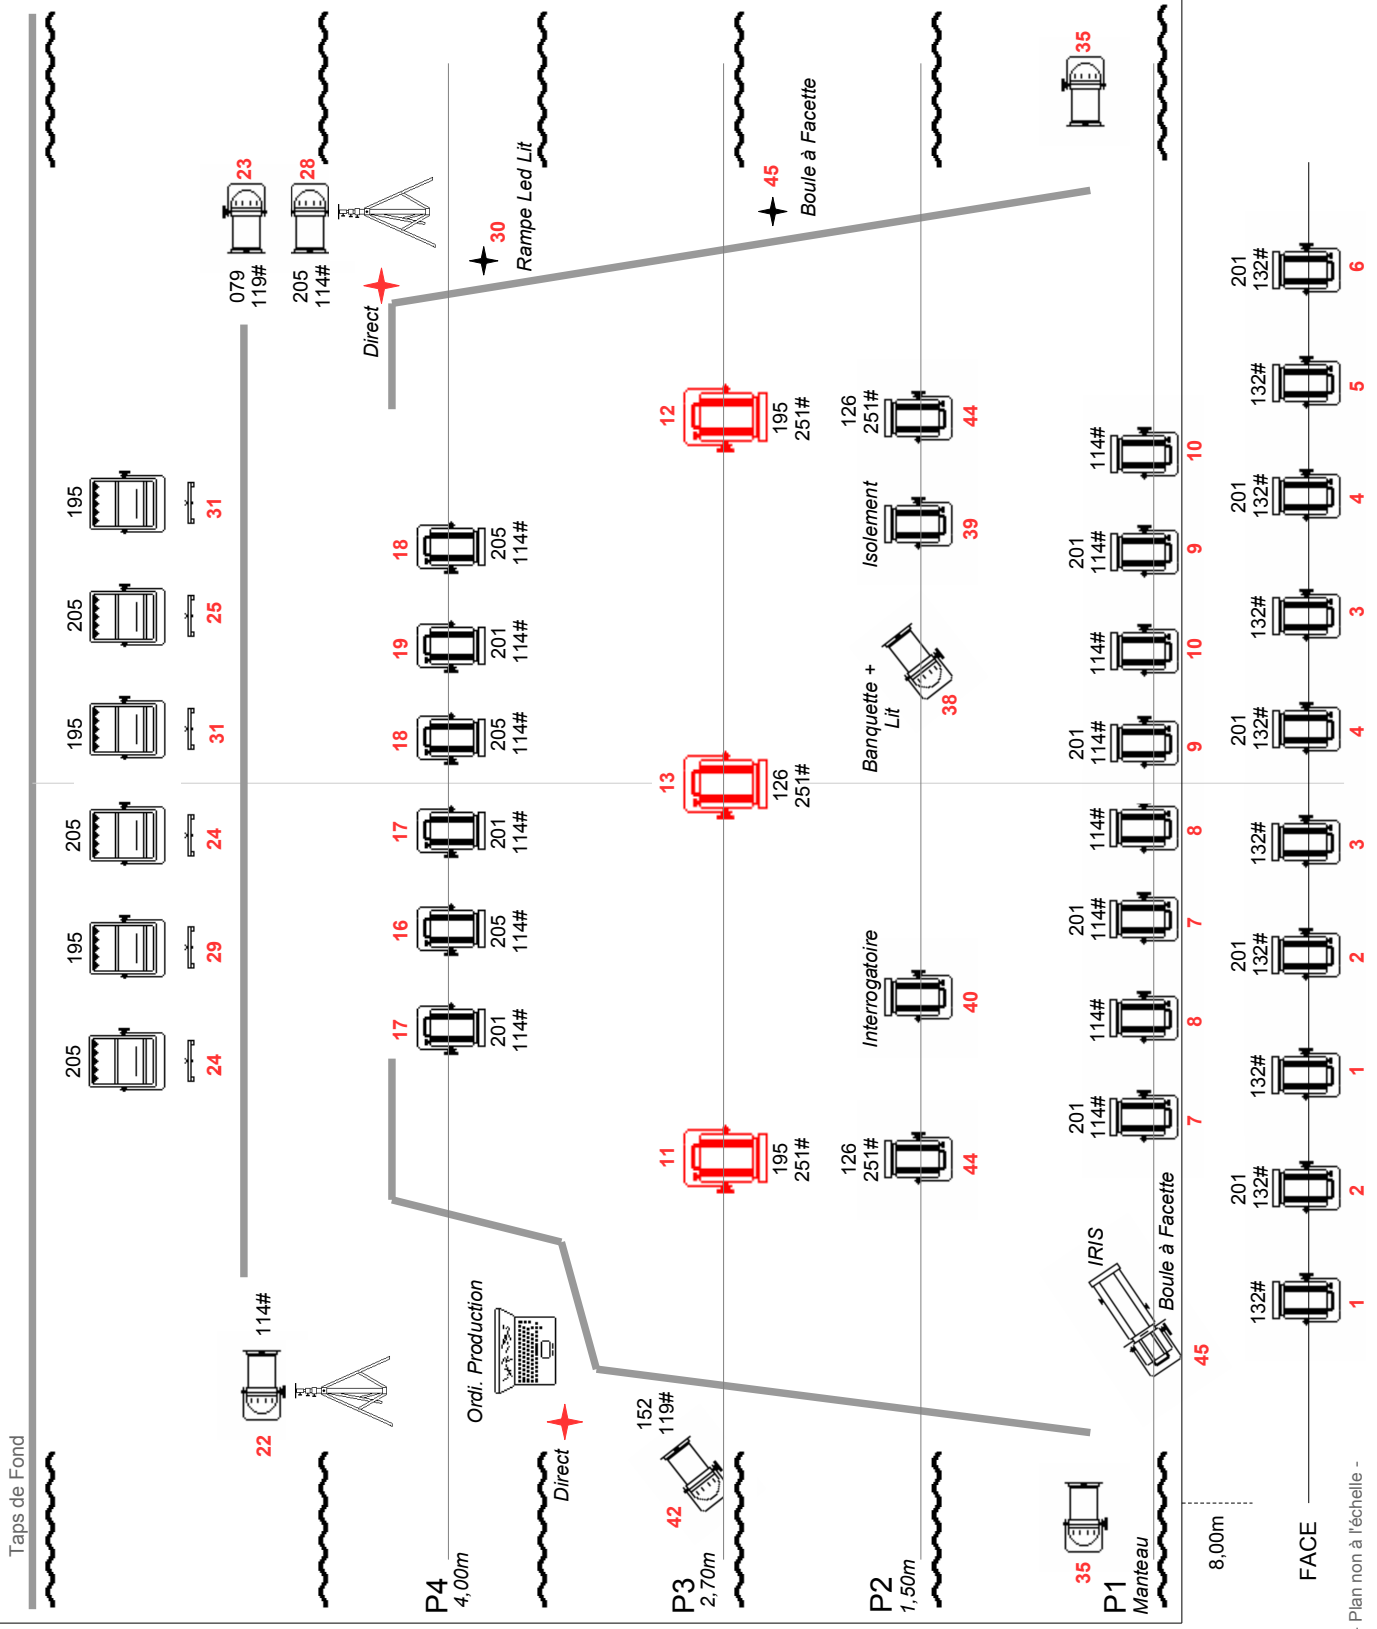 Taps de Fond
205 195 205 195 205 195
24 29 24 31 25 31
22 114# 079 119# 23
205 114# 28
Direct
17 16 17 18 19 18
P4
4,00m
201 205 201 205 201 205
114# 114# 114# 114# 114# 114#
Ordi. Production
30
Rampe Led Lit
Direct
152
119#
42
11 13 12
P3
2,70m
195 126 195
251# 251# 251#
45
Boule à Facette
126
251#
Interrogatoire
Banquette +
Lit
Isolement
126
251#
P2
1,50m
44 40 38 39 44
35
35
IRIS
201 201 201 201
114# 114# 114# 114# 114# 114# 114# 114#
P1
Manteau
Boule à Facette
45
7 8 7 8 9 10 9 10
8,00m
201 201 201 201 201
132# 132# 132# 132# 132# 132# 132# 132# 132# 132#
FACE
1 2 1 2 3 4 3 4 5 6
- Plan non à l'échelle -